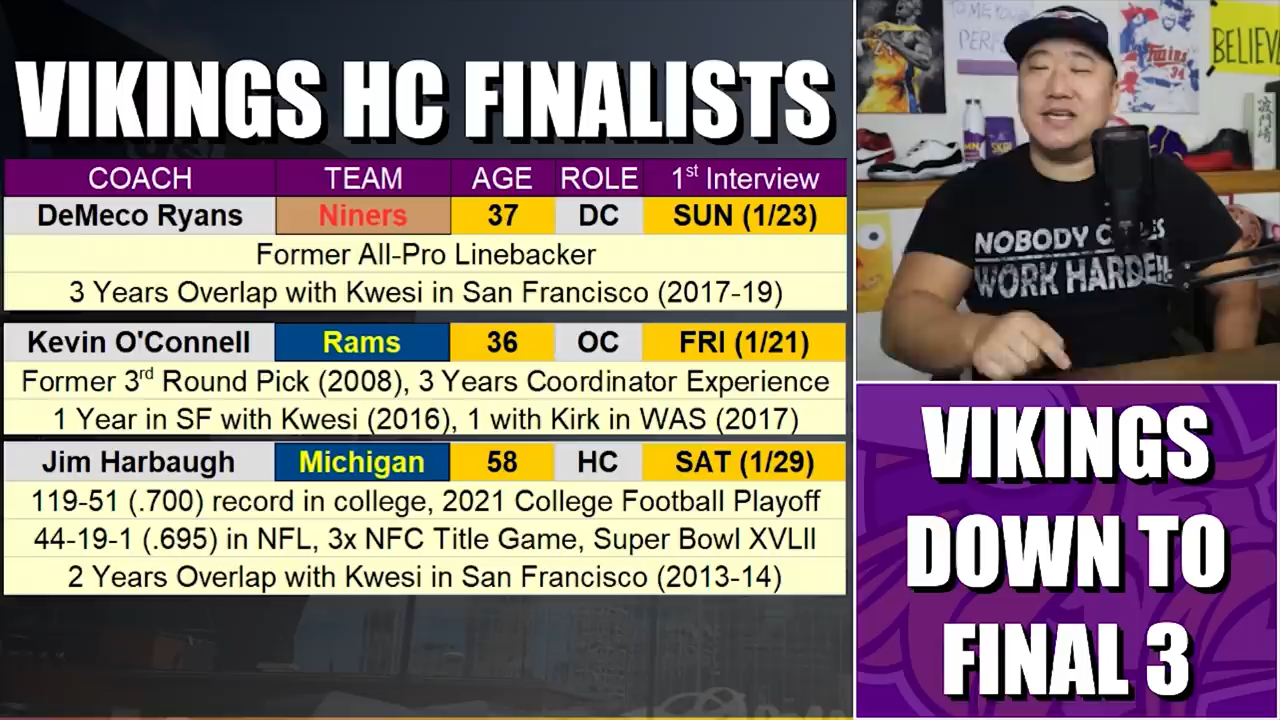 VIKINGS HC FINALISTS
COACH TEAM AGE ROLE 1st Interview
DeMeco Ryans Niners 37 DC SUN (1/23)
Former All-Pro Linebacker
3 Years Overlap with Kwesi in San Francisco (2017-19)
Kevin O'Connell Rams 36 OC FRI (1/21)
Former 3rd Round Pick (2008), 3 Years Coordinator Experience
1 Year in SF with Kwesi (2016), 1 with Kirk in WAS (2017)
Jim Harbaugh Michigan 58 HC SAT (1/29)
119-51 (.700) record in college, 2021 College Football Playoff
44-19-1 (.695) in NFL, 3x NFC Title Game, Super Bowl XVLII
2 Years Overlap with Kwesi in San Francisco (2013-14)
TO ME YOU
BELIEVE
34
NOBODY
WORK HARDER
VIKINGS
DOWN TO
FINAL 3